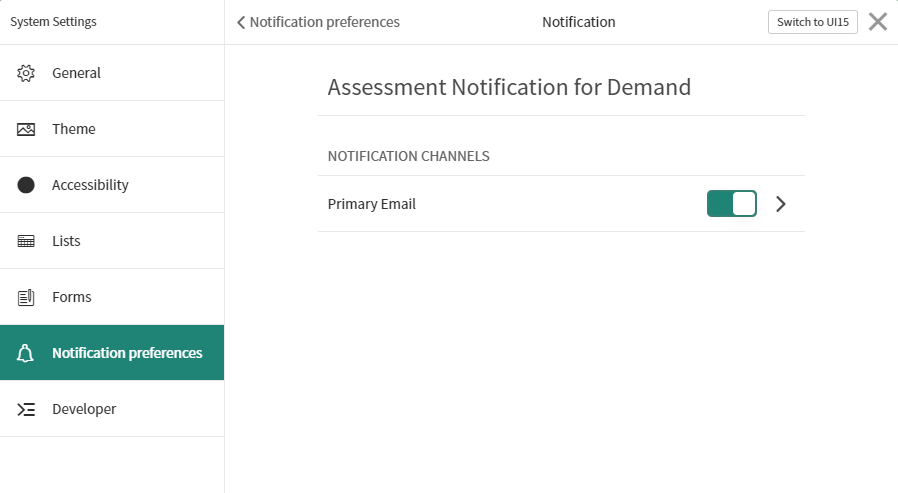 System Settings
Notification preferences
Notification
Switch to UI15
General
Theme
Accessibility
Lists
Forms
Notification preferences
Developer
Assessment Notification for Demand
NOTIFICATION CHANNELS
Primary Email